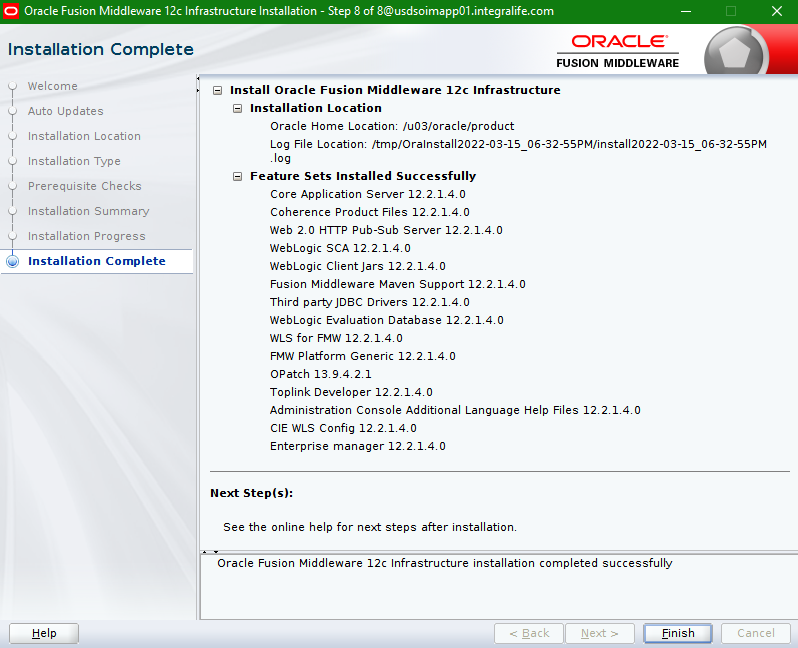 Oracle Fusion Middleware 12c Infrastructure Installation - Step 8 of 8@usdsoimapp01.integralife.com
Installation Complete
ORACLE
FUSION MIDDLEWARE
Welcome
Auto Updates
Installation Location
Installation Type
Prerequisite Checks
Installation Summary
Installation Progress
Installation Complete
Install Oracle Fusion Middleware 12c Infrastructure
Installation Location
Oracle Home Location: /u03/oracle/product
Log File Location: /tmp/OraInstall2022-03-15_06-32-55PM/install2022-03-15_06-32-55PM
.log
Feature Sets Installed Successfully
Core Application Server 12.2.1.4.0
Coherence Product Files 12.2.1.4.0
Web 2.0 HTTP Pub-Sub Server 12.2.1.4.0
WebLogic SCA 12.2.1.4.0
WebLogic Client Jars 12.2.1.4.0
Fusion Middleware Maven Support 12.2.1.4.0
Third party JDBC Drivers 12.2.1.4.0
WebLogic Evaluation Database 12.2.1.4.0
WLS for FMW 12.2.1.4.0
FMW Platform Generic 12.2.1.4.0
OPatch 13.9.4.2.1
Toplink Developer 12.2.1.4.0
Administration Console Additional Language Help Files 12.2.1.4.0
CIE WLS Config 12.2.1.4.0
Enterprise manager 12.2.1.4.0
Next Step(s):
See the online help for next steps after installation.
Oracle Fusion Middleware 12c Infrastructure installation completed successfully
Help
< Back
Next >
Finish
Cancel